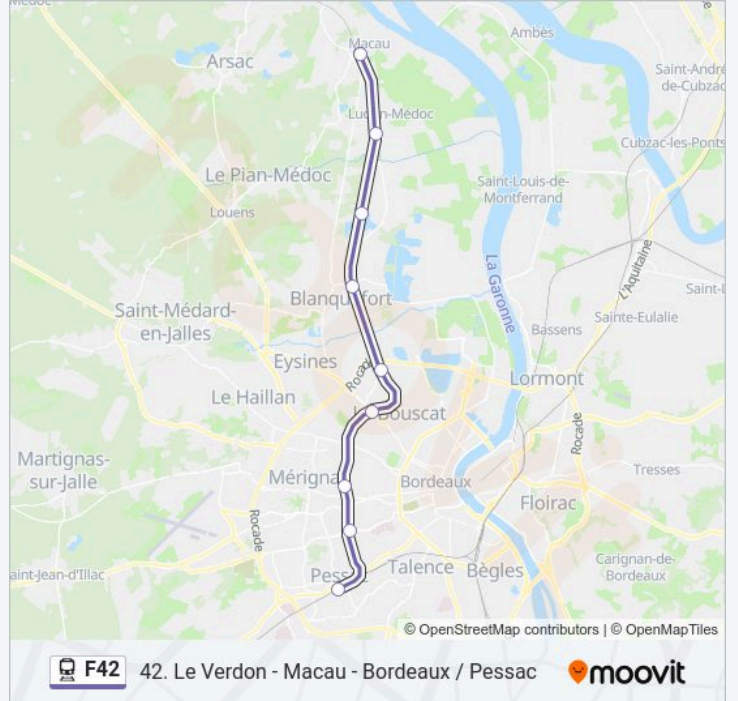 Médoc
Macau
Ambès
Arsac
Saint-André
de-Cubzac
Cubzac-les-Ponts
Le Pian-Médoc
Saint-Louis-de-
Montferrand
Louens
L'Aquitaine
La Garonne
Blanquefort
Saint-L
Saint-Médard-
en-Jalles
Sainte-Eulalie
Bassens
Eysines
Rocade
Lormont
Le Haillan
Le Bouscat
Rocade
Martignas-
sur-Jalle
Tresses
Bordeaux
Floirac
Rocade
Carignan-de-
Bordeaux
aint-Jean-d'Illac
Talence
Bègles
© OpenStreetMap contributors | © OpenMapTiles
F42 42. Le Verdon - Macau - Bordeaux / Pessac moovit